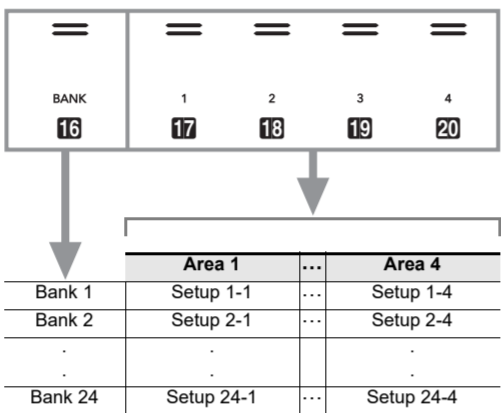 BANK 1 2 3 4
16 17 18 19 20
Area 1 ... Area 4
Bank 1 Setup 1-1 ... Setup 1-4
Bank 2 Setup 2-1 ... Setup 2-4
. . .
. . .
Bank 24 Setup 24-1 ... Setup 24-4